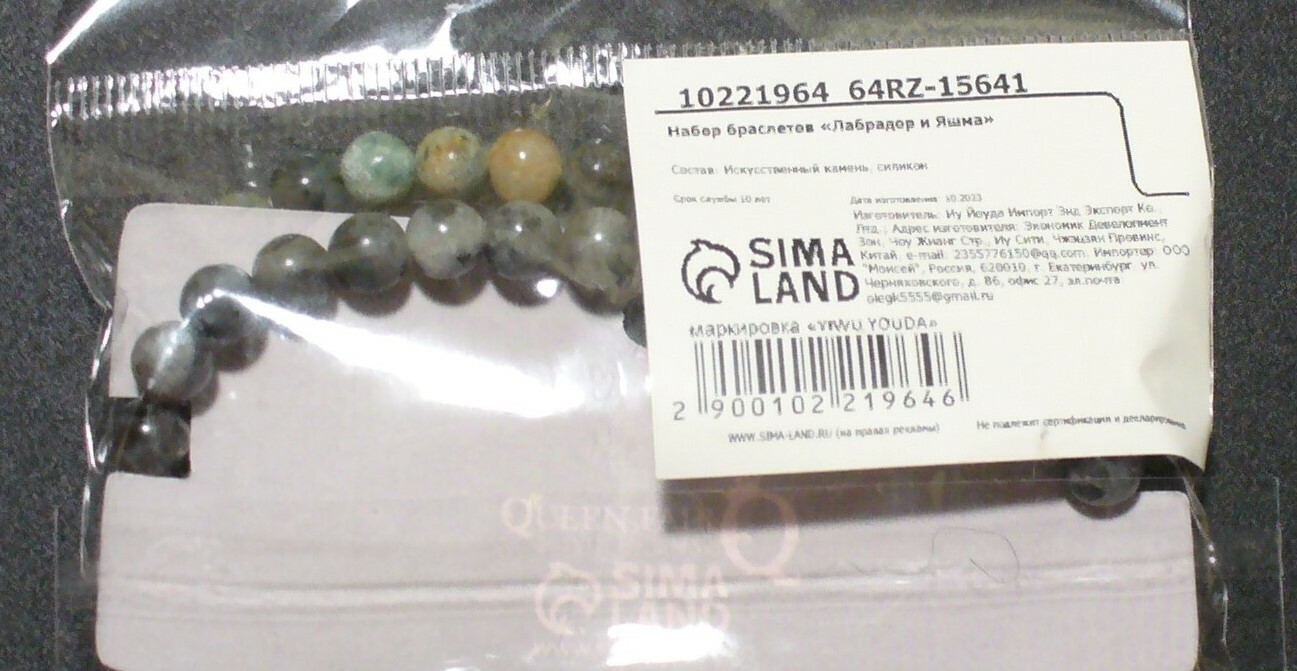 10221964 64RZ-15641
Набор браслетов «Лабрадор и Яшма»
Состав: Искусственный камень, силикон
Срок службы 10 лет
Дата изготовления: 10.2023
Изготовитель: Иу Йоуда Импорт Энд Экспорт Ко.,
Лтд., Адрес изготовителя: Экономик Девелопмент
Зон, Чоу Жианг Стр., Иу Сити, Чжэцзян Провинс,
Китай, e-mail: 2355776150@qq.com. Импортер: ООО
"Моисей", Россия, 620010, г. Екатеринбург ул.
Черняховского, д. 86, офис 27, эл.почта
olegk5555@gmail.ru
SIMA
LAND
маркировка «YIWU YOUDA»
2 900102 219646
WWW.SIMA-LAND.RU (на правах рекламы)
Не подлежит сертификации и декларации
QUEEN FAIR
SIMA
LAND